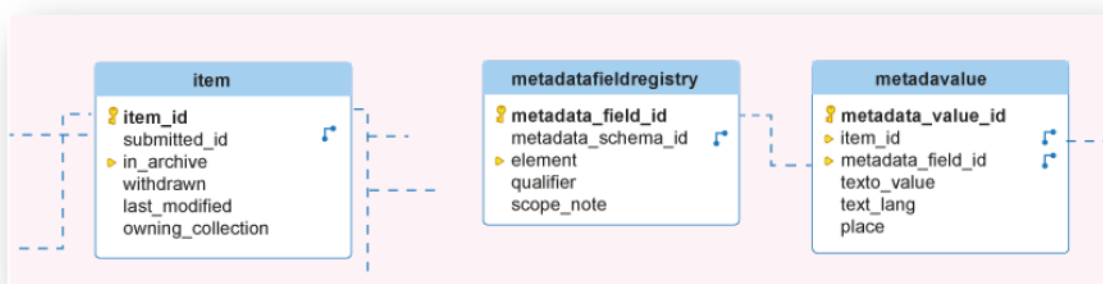 item
item_id
submitted_id
in_archive
withdrawn
last_modified
owning_collection
metadatafieldregistry
metadata_field_id
metadata_schema_id
element
qualifier
scope_note
metadavalue
metadata_value_id
item_id
metadata_field_id
texto_value
text_lang
place